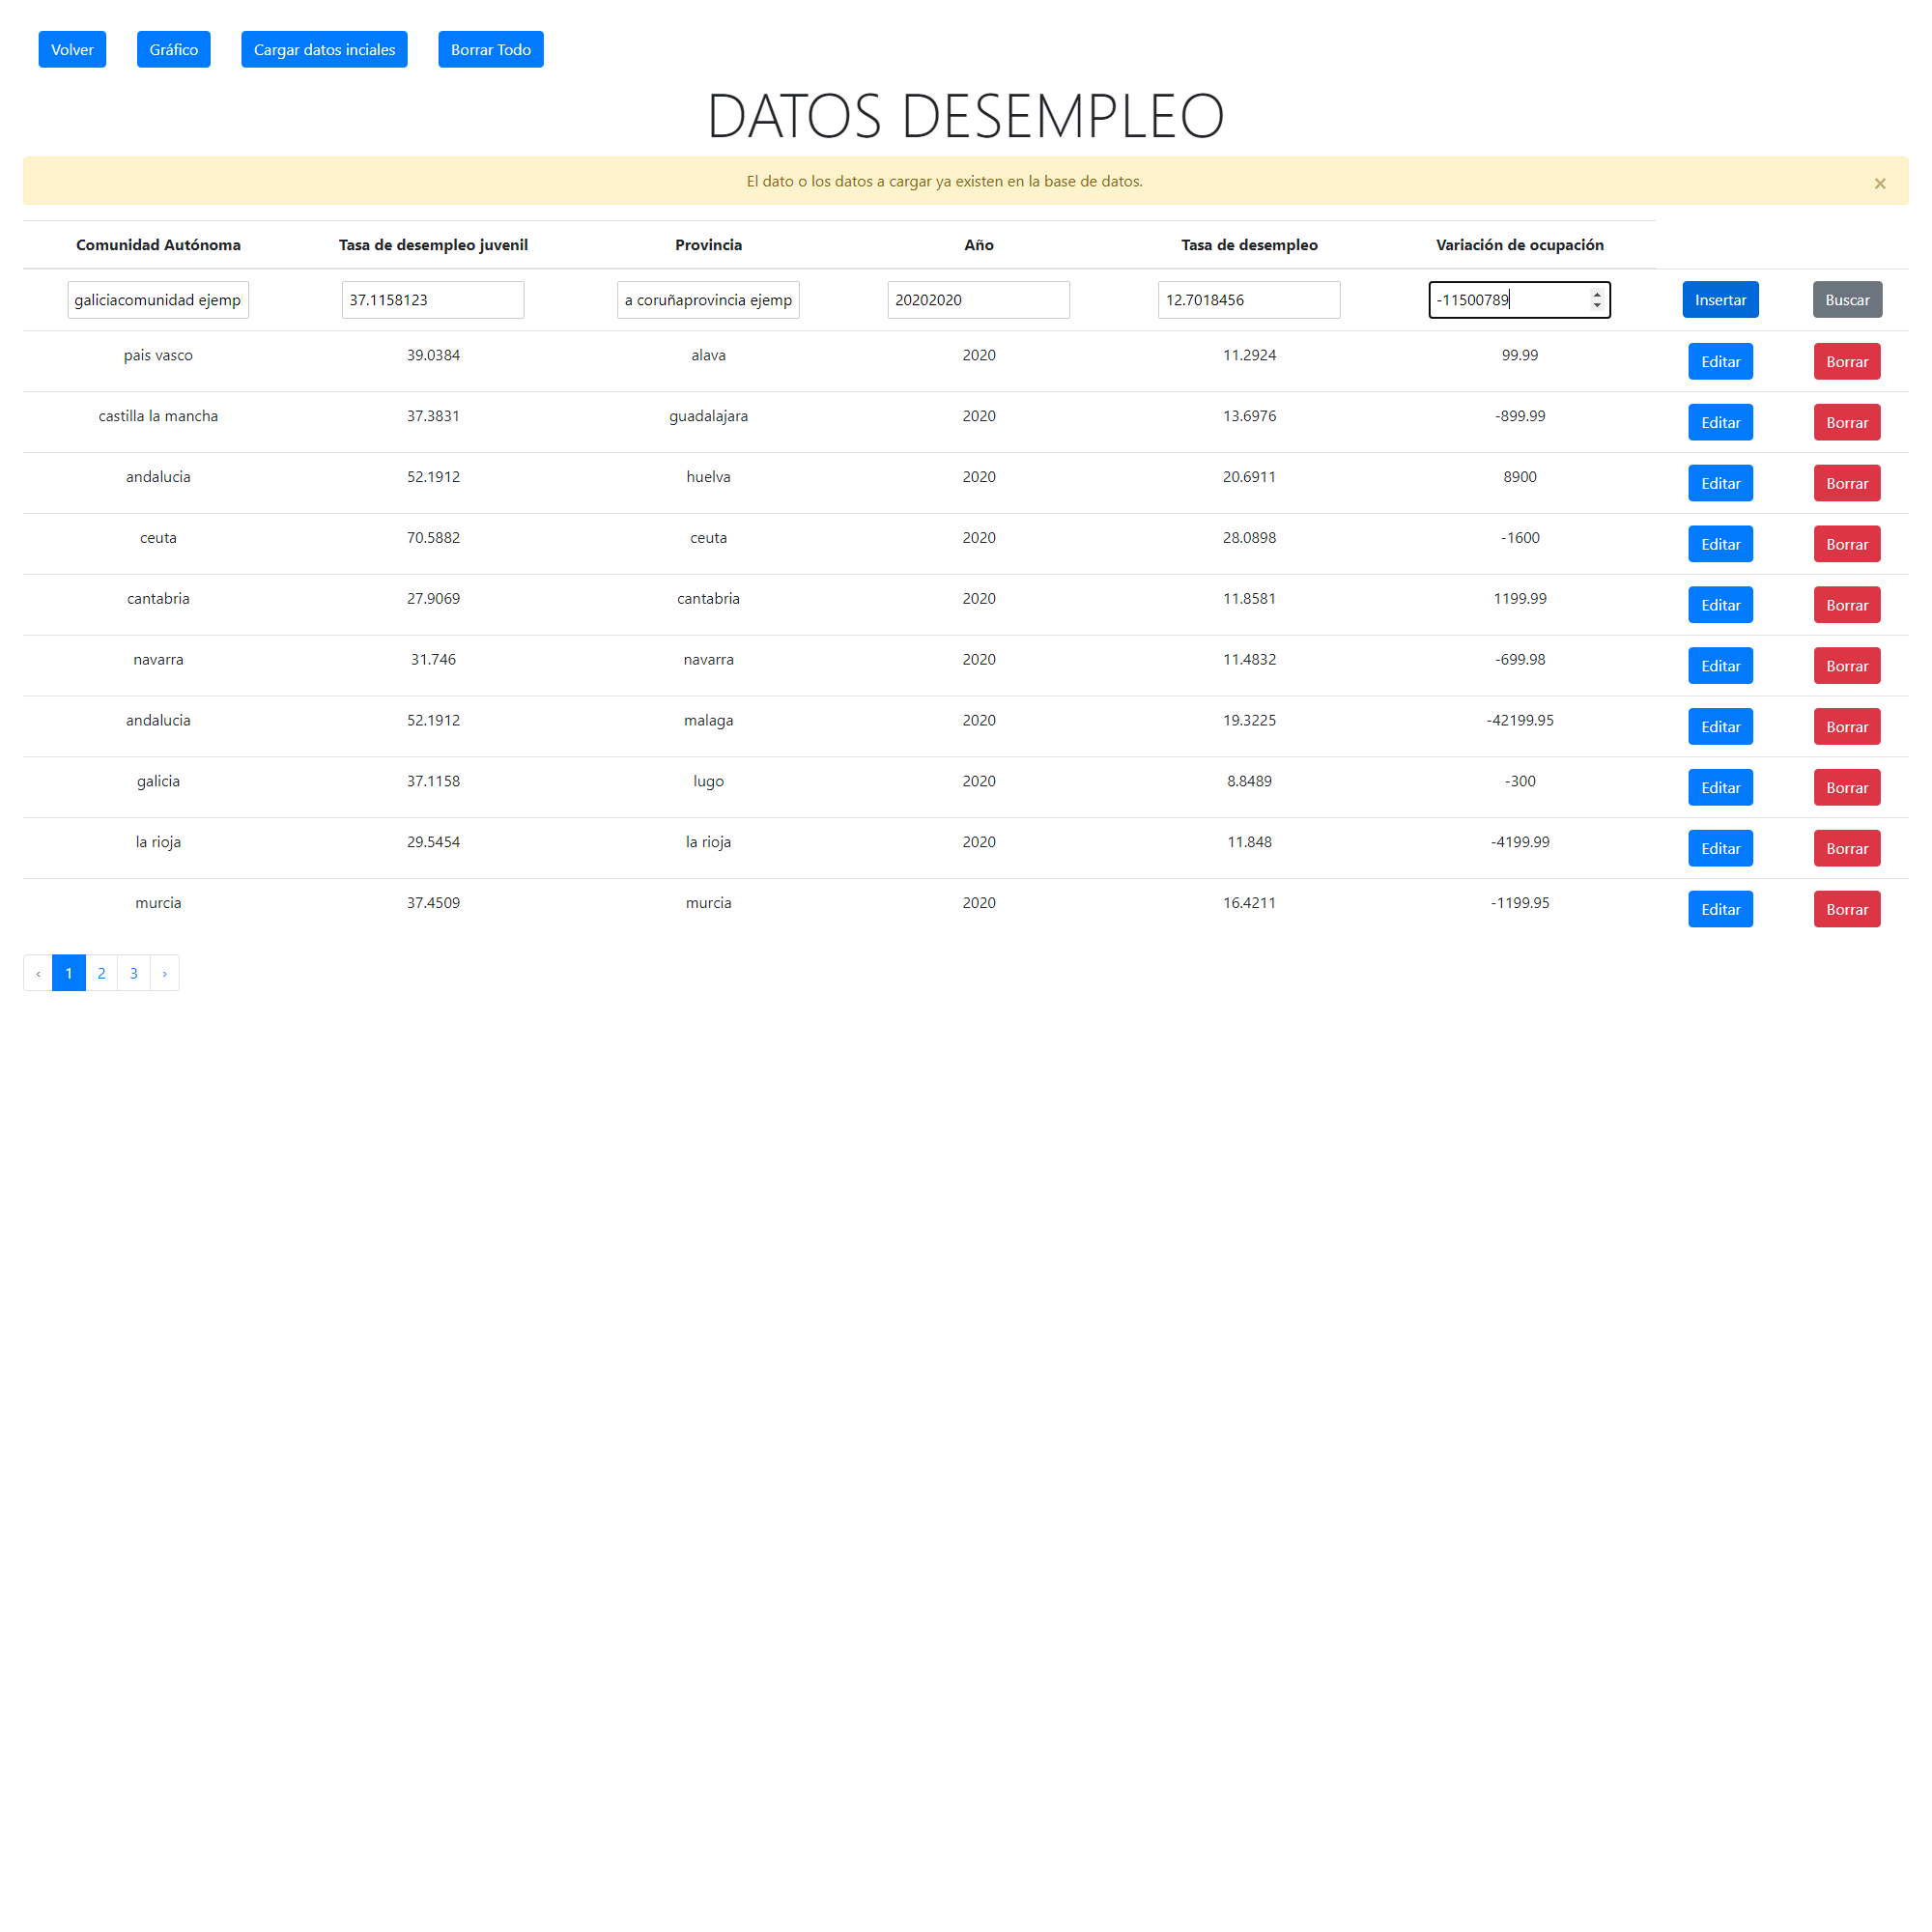 Volver Gráfico Cargar datos inciales Borrar Todo
DATOS DESEMPLEO
El dato o los datos a cargar ya existen en la base de datos. ×
Comunidad Autónoma Tasa de desempleo juvenil Provincia Año Tasa de desempleo Variación de ocupación
galiciacomunidad ejemp 37.1158123 a coruñaprovincia ejemp 20202020 12.7018456 -11500789 Insertar Buscar
pais vasco 39.0384 alava 2020 11.2924 99.99 Editar Borrar
castilla la mancha 37.3831 guadalajara 2020 13.6976 -899.99 Editar Borrar
andalucia 52.1912 huelva 2020 20.6911 8900 Editar Borrar
ceuta 70.5882 ceuta 2020 28.0898 -1600 Editar Borrar
cantabria 27.9069 cantabria 2020 11.8581 1199.99 Editar Borrar
navarra 31.746 navarra 2020 11.4832 -699.98 Editar Borrar
andalucia 52.1912 malaga 2020 19.3225 -42199.95 Editar Borrar
galicia 37.1158 lugo 2020 8.8489 -300 Editar Borrar
la rioja 29.5454 la rioja 2020 11.848 -4199.99 Editar Borrar
murcia 37.4509 murcia 2020 16.4211 -1199.95 Editar Borrar
‹ 1 2 3 ›